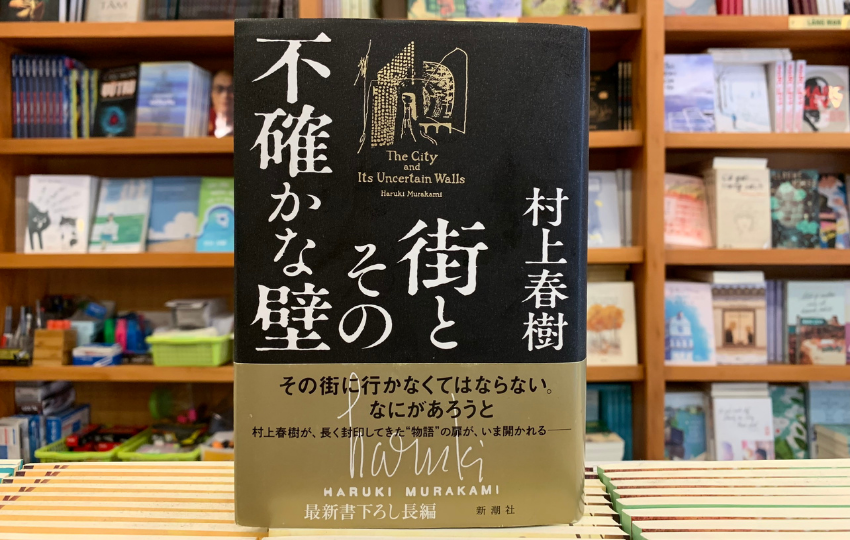 村上春樹
街と
その
不確かな壁
The City
and
Its Uncertain Walls
Haruki Murakami
その街に行かなくてはならない。
なにがあろうと
村上春樹が、長く封印してきた“物語”の扉が、いま開かれる——
haruki
HARUKI MURAKAMI
最新書下ろし長編
新潮社
LÃNG MẠN